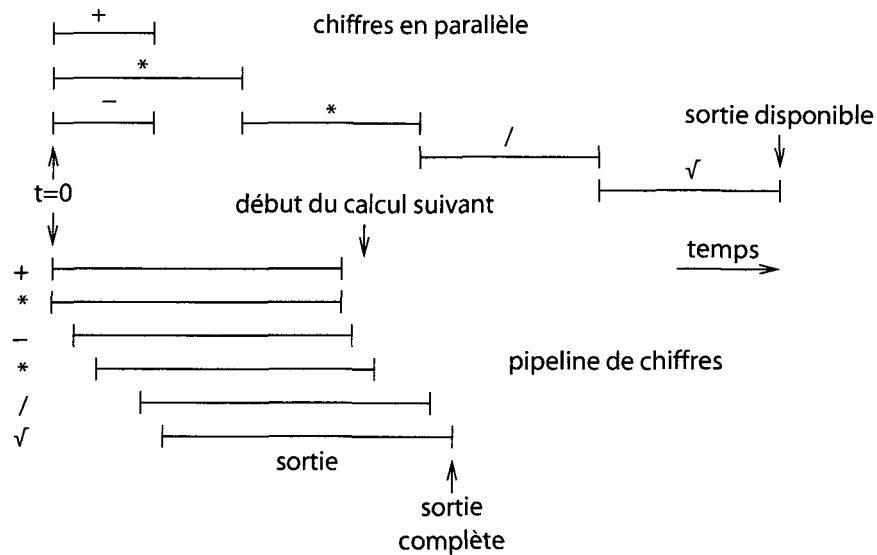 +
chiffres en parallèle
*
−
*
sortie disponible
/
√
t=0
début du calcul suivant
temps
+
*
−
pipeline de chiffres
*
/
√
sortie
sortie
complète